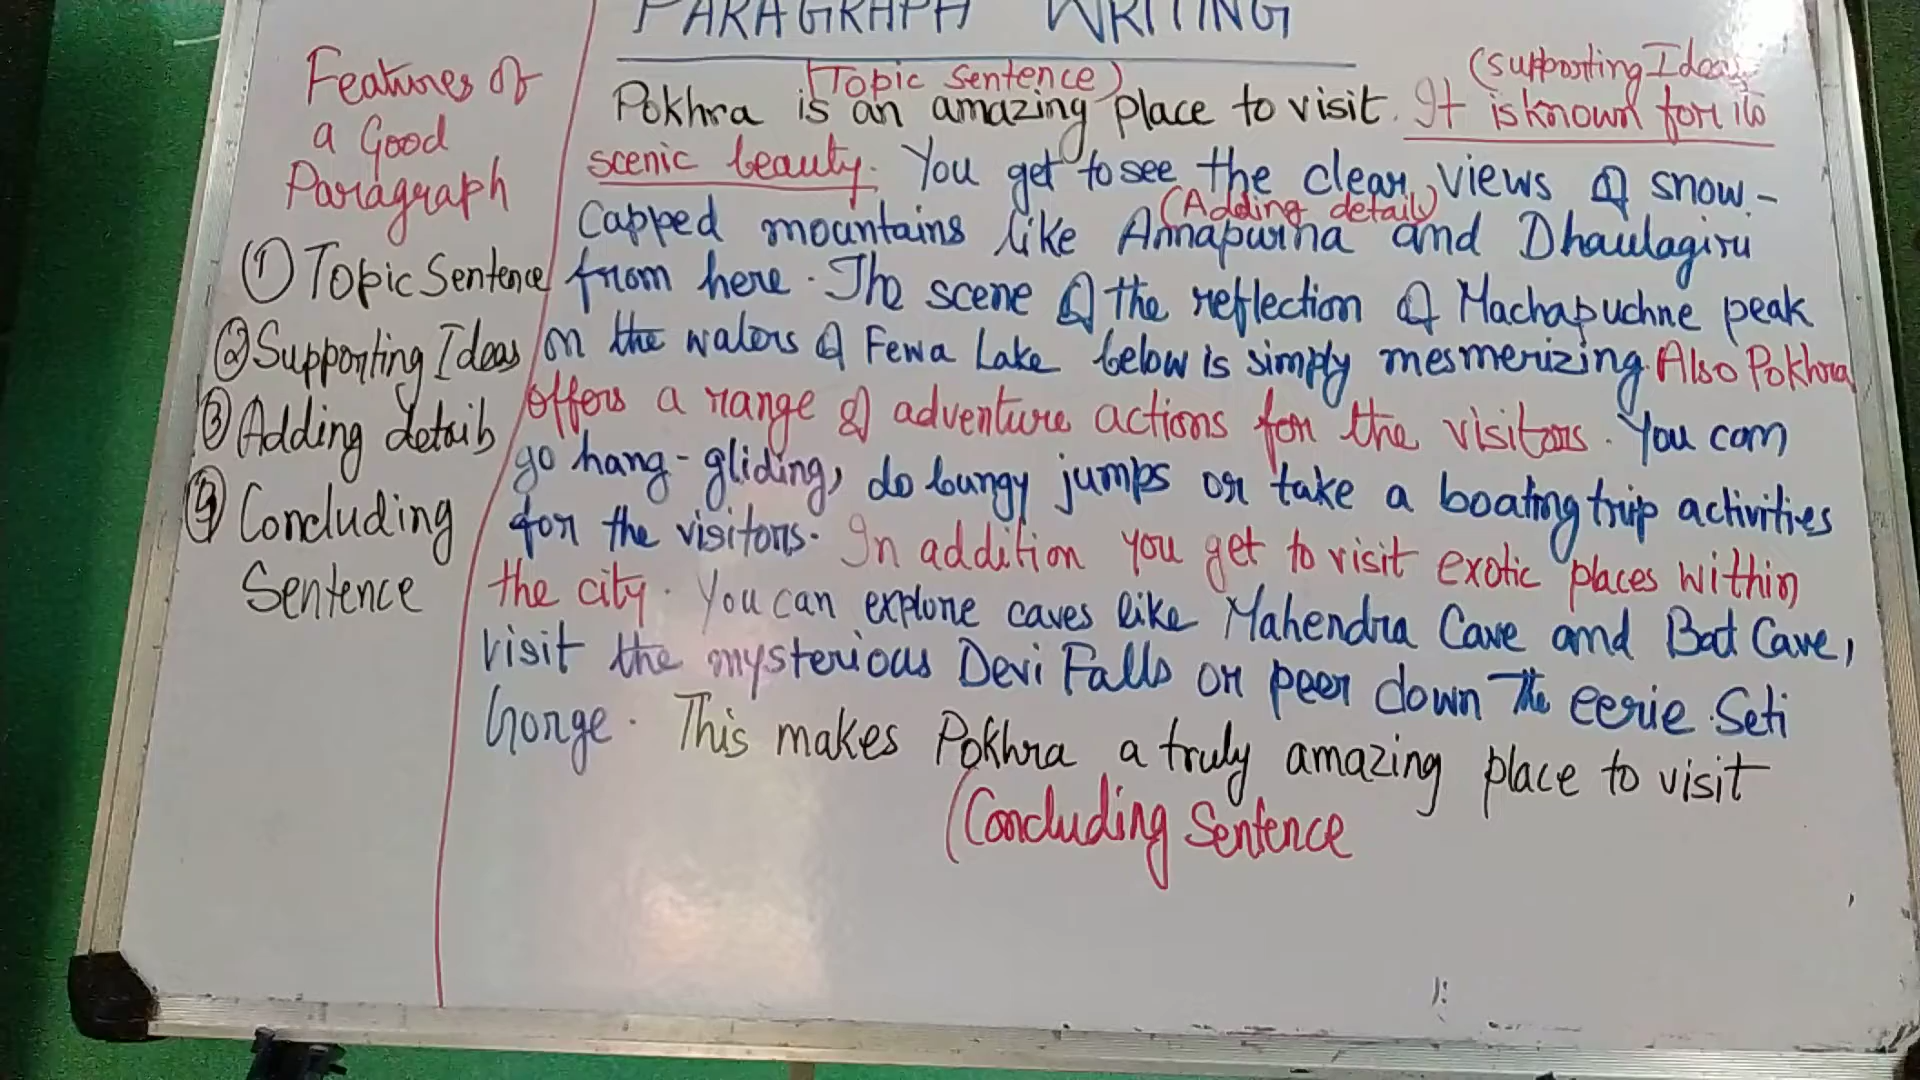 PARAGRAPH WRITING
Features of
a Good
Paragraph
① Topic Sentence
② Supporting Ideas
③ Adding details
④ Concluding
Sentence
(Topic Sentence)
(Supporting Ideas
Pokhra is an amazing place to visit. It is known for its
scenic beauty. You get to see the clear views of snow-
(Adding details)
Capped mountains like Annapurna and Dhaulagiri
from here. The scene of the reflection of Machapuchre peak
on the waters of Fewa Lake below is simply mesmerizing. Also Pokhra
offers a range of adventure actions for the visitors. You can
go hang-gliding, do bungy jumps or take a boating trip activities
for the visitors. In addition you get to visit exotic places within
the city. You can explore caves like Mahendra Cave and Bat Cave,
visit the mysterious Devi Falls or peer down the eerie Seti
Gorge. This makes Pokhra a truly amazing place to visit
(Concluding Sentence